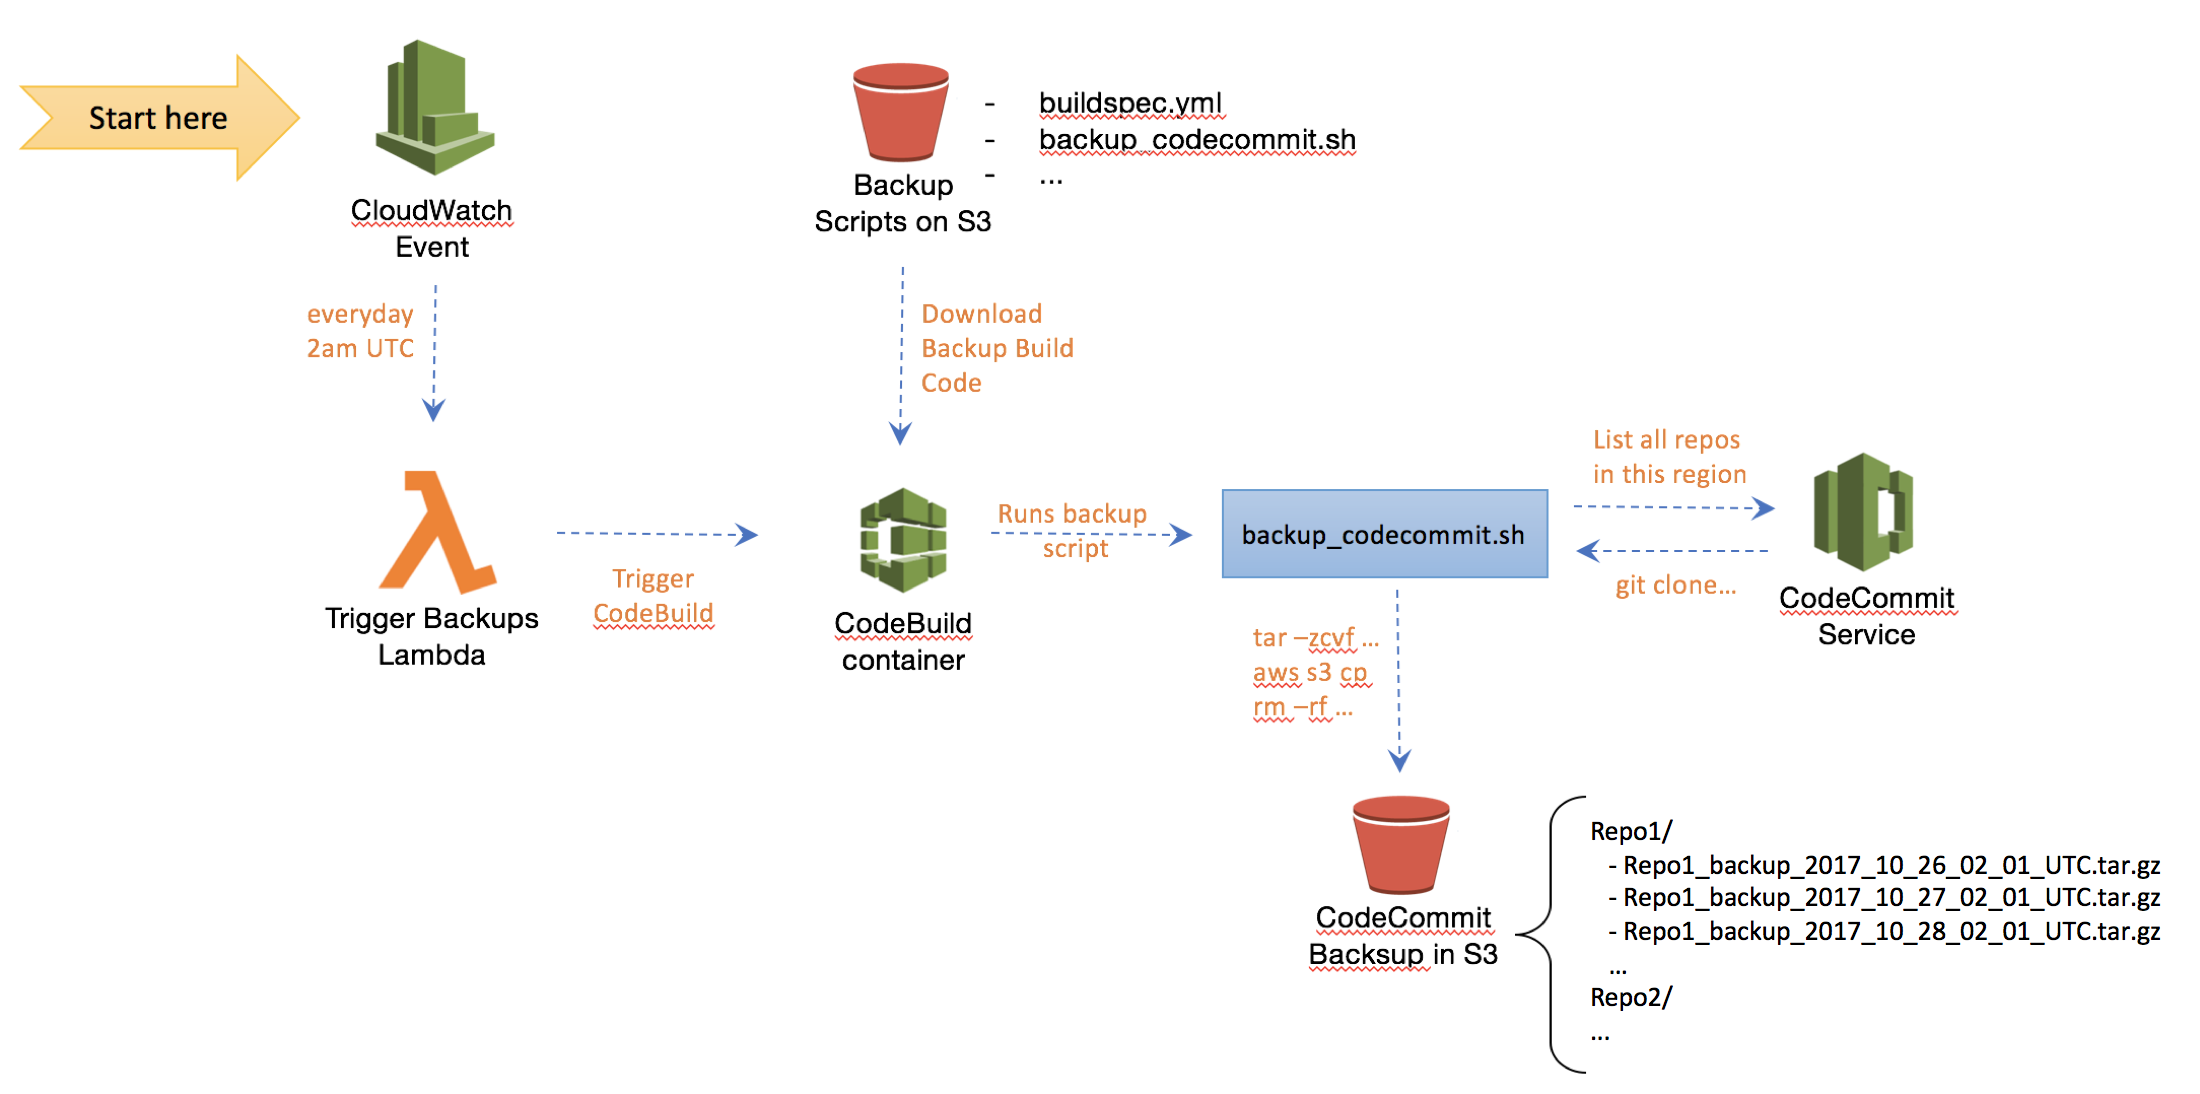 Start here
CloudWatch
Event
everyday
2am UTC
Trigger Backups
Lambda
Trigger
CodeBuild
Backup
Scripts on S3
- buildspec.yml
- backup_codecommit.sh
- ...
Download
Backup Build
Code
CodeBuild
container
Runs backup
script
backup_codecommit.sh
List all repos
in this region
git clone...
CodeCommit
Service
tar –zcvf ...
aws s3 cp
rm –rf ...
CodeCommit
Backsup in S3
Repo1/
- Repo1_backup_2017_10_26_02_01_UTC.tar.gz
- Repo1_backup_2017_10_27_02_01_UTC.tar.gz
- Repo1_backup_2017_10_28_02_01_UTC.tar.gz
...
Repo2/
...